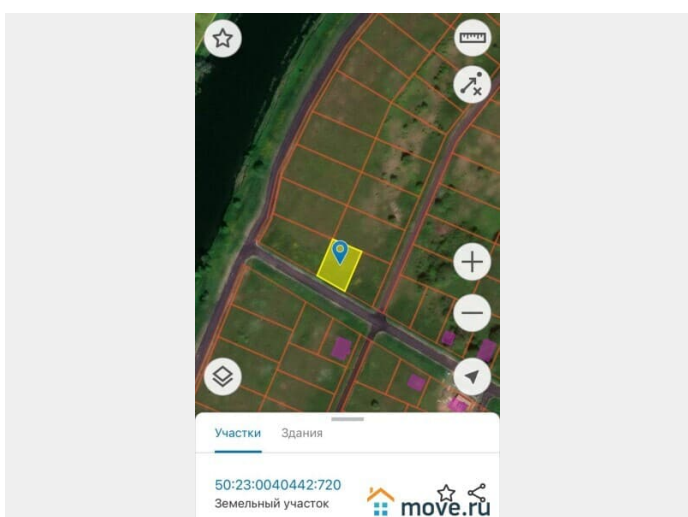 Участки
Здания
50:23:0040442:720
Земельный участок
move.ru